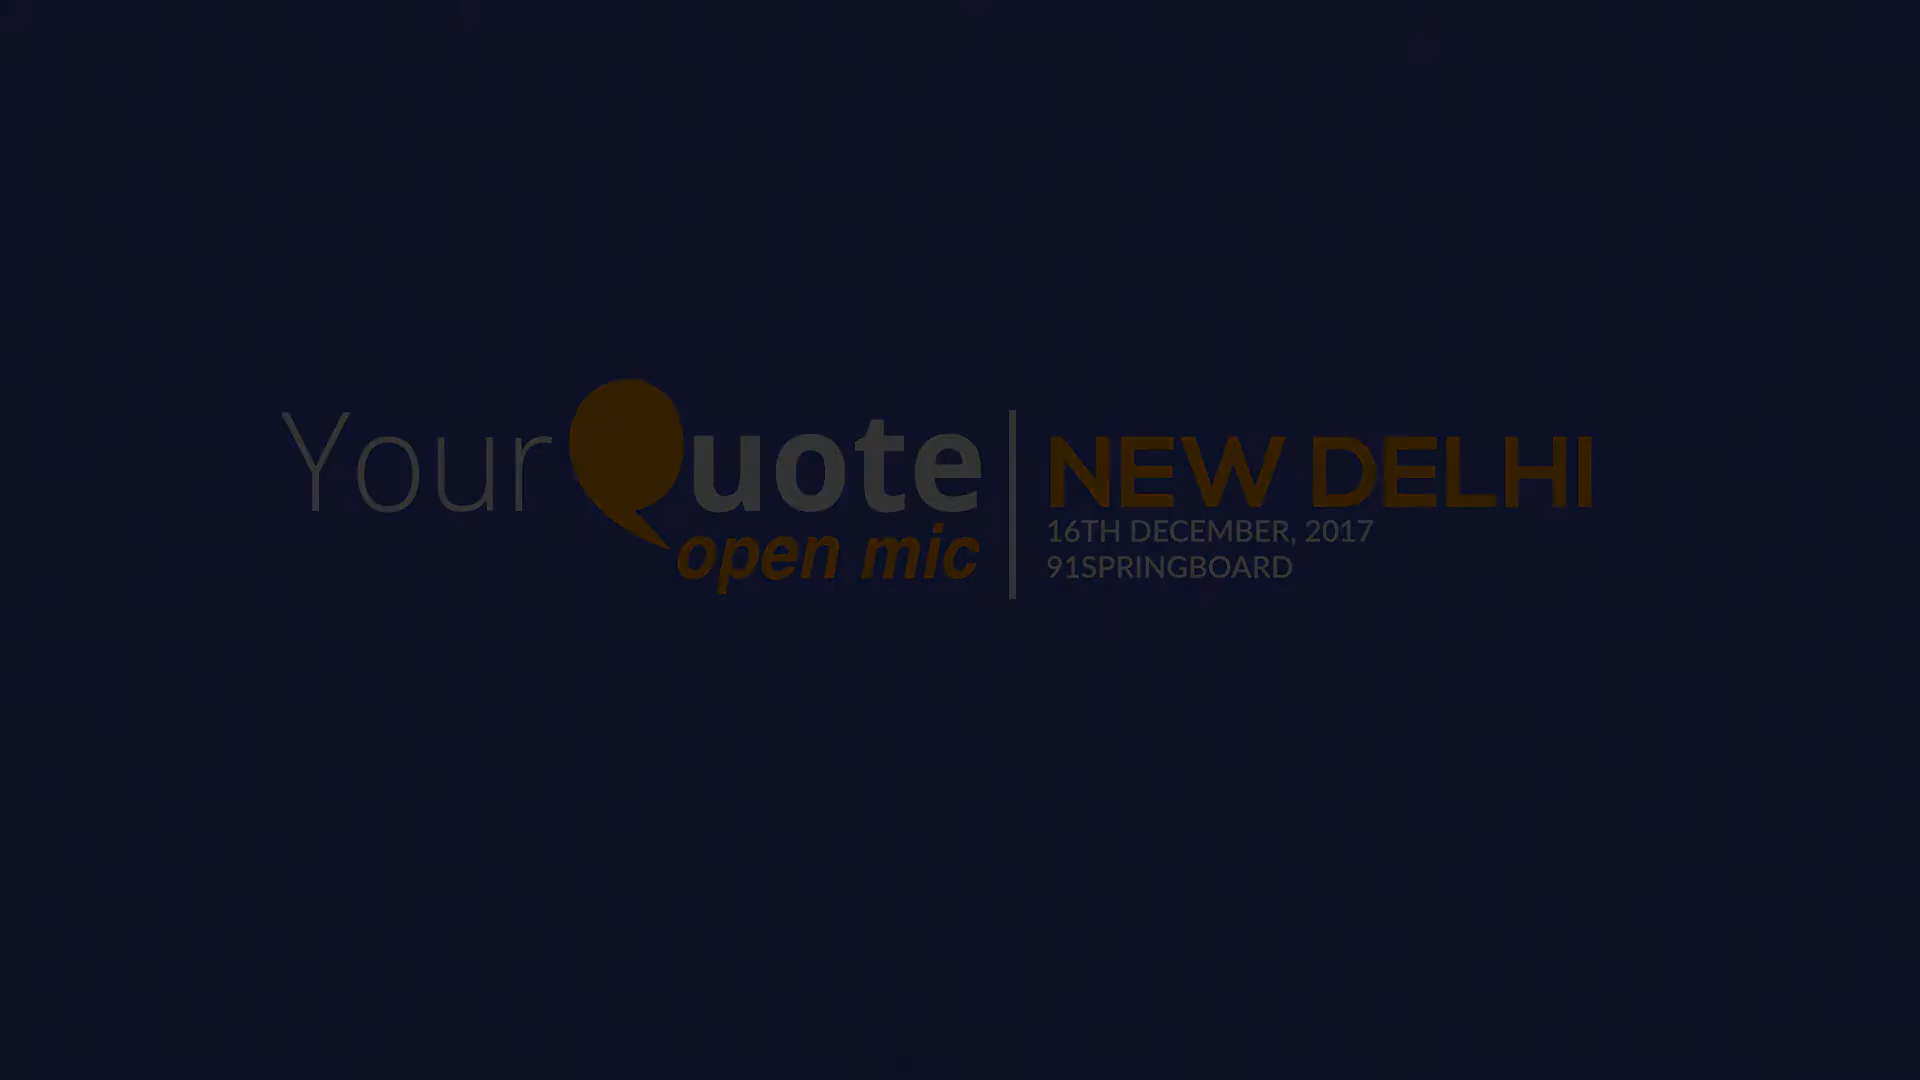 YourQuote
open mic
NEW DELHI
16TH DECEMBER, 2017
91SPRINGBOARD